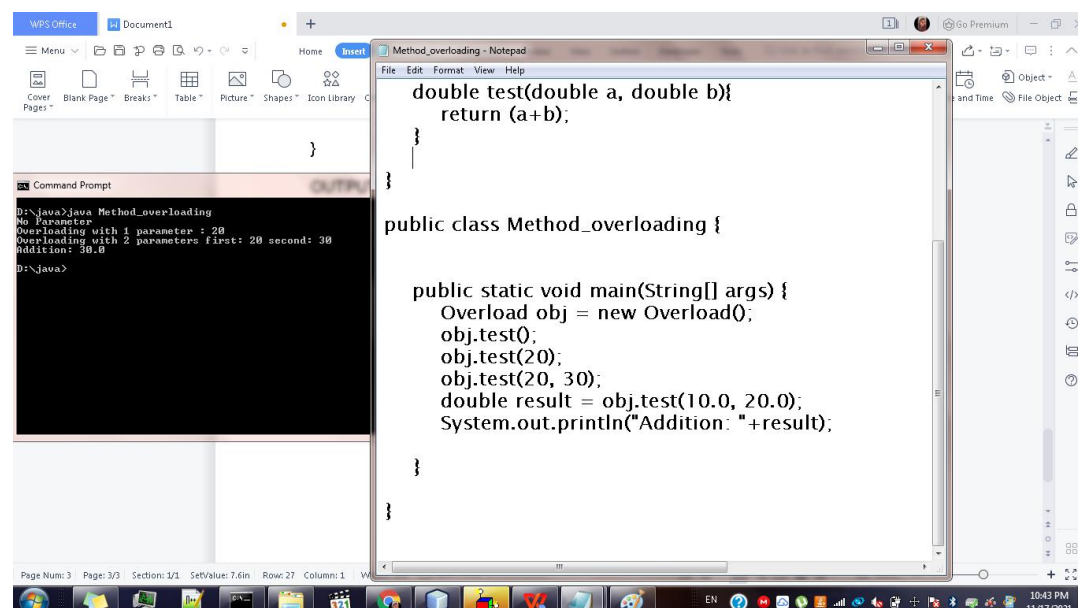 WPS Office
Document1
Go Premium
Menu
Home
Insert
Cover Pages
Blank Page
Breaks
Table
Picture
Shapes
Icon Library
Object
and Time
File Object
}
Method_overloading - Notepad
File Edit Format View Help
double test(double a, double b){
return (a+b);
}
}
public class Method_overloading {
public static void main(String[] args) {
Overload obj = new Overload();
obj.test();
obj.test(20);
obj.test(20, 30);
double result = obj.test(10.0, 20.0);
System.out.println("Addition: "+result);
}
}
Command Prompt
D:\java>java Method_overloading
No Parameter
Overloading with 1 parameter : 20
Overloading with 2 parameters first: 20 second: 30
Addition: 30.0
D:\java>
Page Num: 3 Page: 3/3 Section: 1/1 SetValue: 7.6in Row: 27 Column: 1
EN
10:43 PM